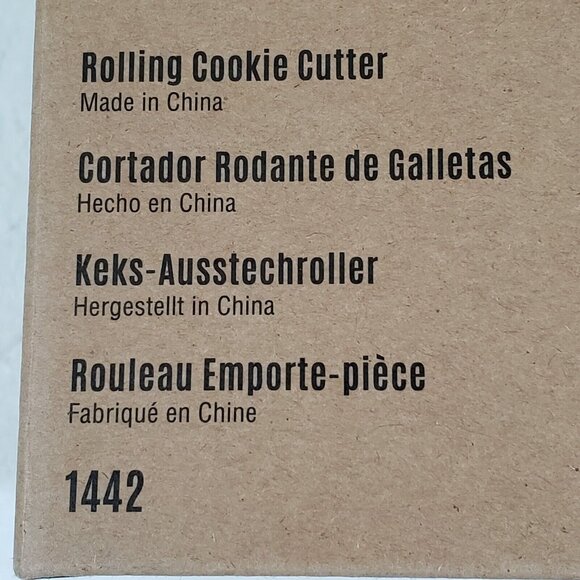 Rolling Cookie Cutter
Made in China
Cortador Rodante de Galletas
Hecho en China
Keks-Ausstechroller
Hergestellt in China
Rouleau Emporte-pièce
Fabriqué en Chine
1442